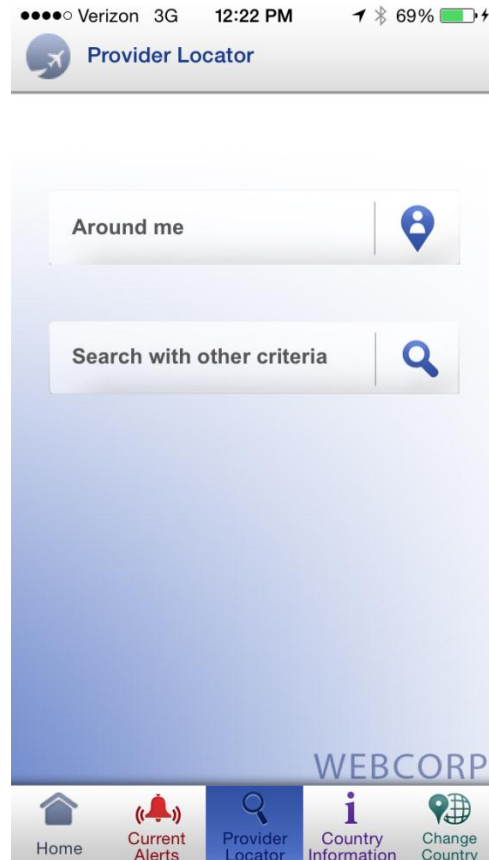 Verizon 3G 12:22 PM 69%
Provider Locator
Around me
Search with other criteria
WEBCORP
Home
Current
Alerts
Provider
Locator
Country
Information
Change
Country